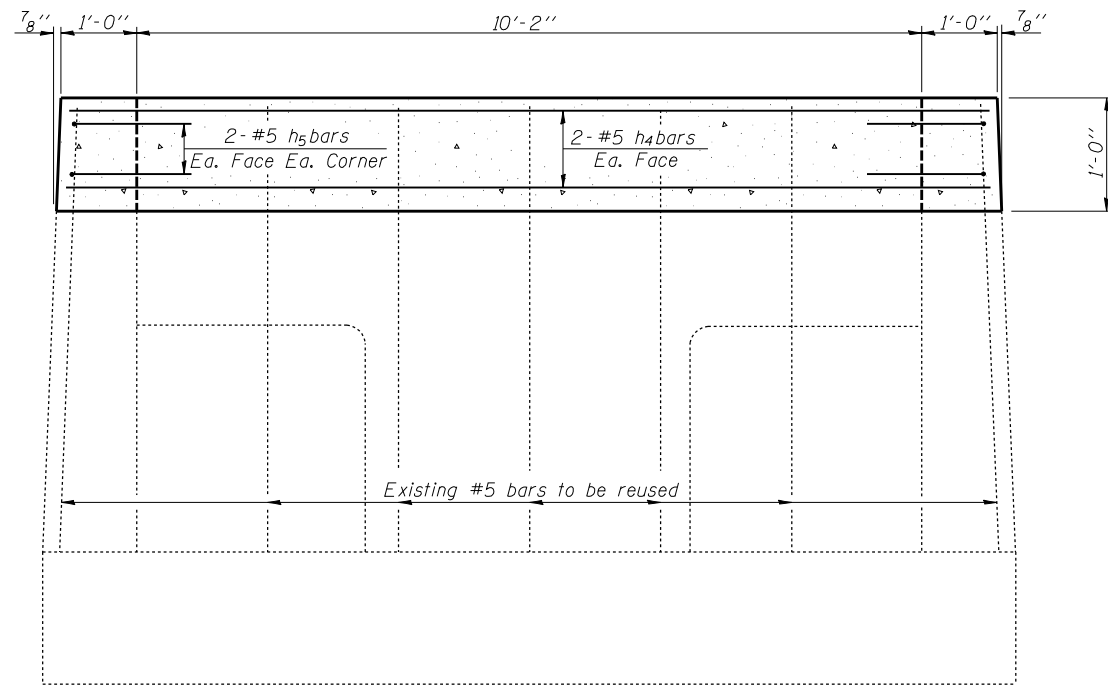 7/8'' 1'-0'' 10'-2'' 1'-0'' 7/8''
2- #5 h5 bars
Ea. Face Ea. Corner
2- #5 h4 bars
Ea. Face
1'-0''
Existing #5 bars to be reused